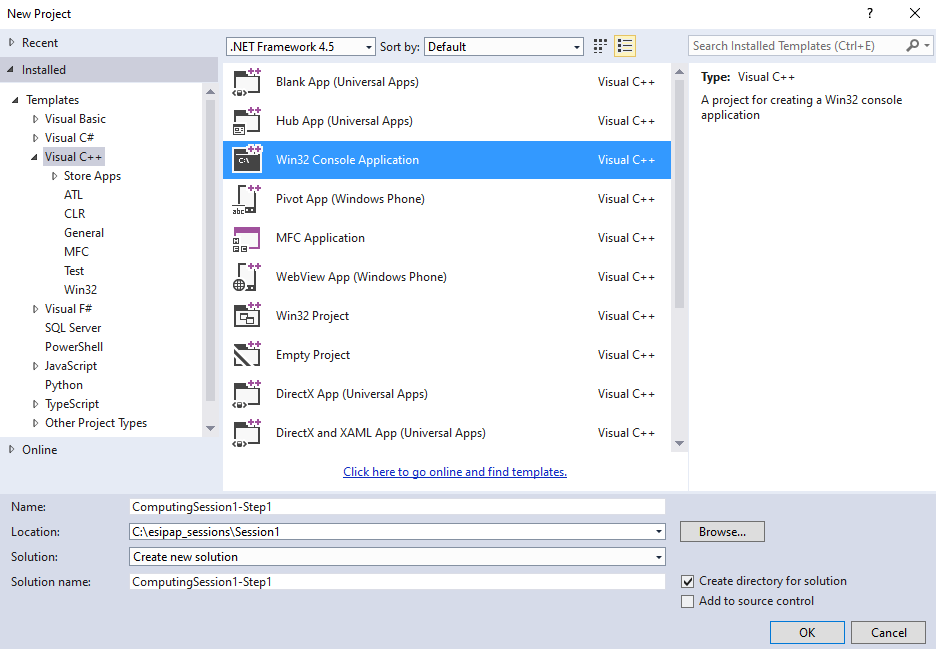 New Project
?
Recent
.NET Framework 4.5
Sort by:
Default
Search Installed Templates (Ctrl+E)
Installed
Templates
Visual Basic
Visual C#
Visual C++
Store Apps
ATL
CLR
General
MFC
Test
Win32
Visual F#
SQL Server
PowerShell
JavaScript
Python
TypeScript
Other Project Types
Online
Blank App (Universal Apps) Visual C++
Hub App (Universal Apps) Visual C++
C:\ Win32 Console Application Visual C++
abc Pivot App (Windows Phone) Visual C++
MFC Application Visual C++
WebView App (Windows Phone) Visual C++
Win32 Project Visual C++
Empty Project Visual C++
DirectX App (Universal Apps) Visual C++
DirectX and XAML App (Universal Apps) Visual C++
Click here to go online and find templates.
Type: Visual C++
A project for creating a Win32 console
application
Name: ComputingSession1-Step1
Location: C:\esipap_sessions\Session1 Browse...
Solution: Create new solution
Solution name: ComputingSession1-Step1
Create directory for solution
Add to source control
OK Cancel